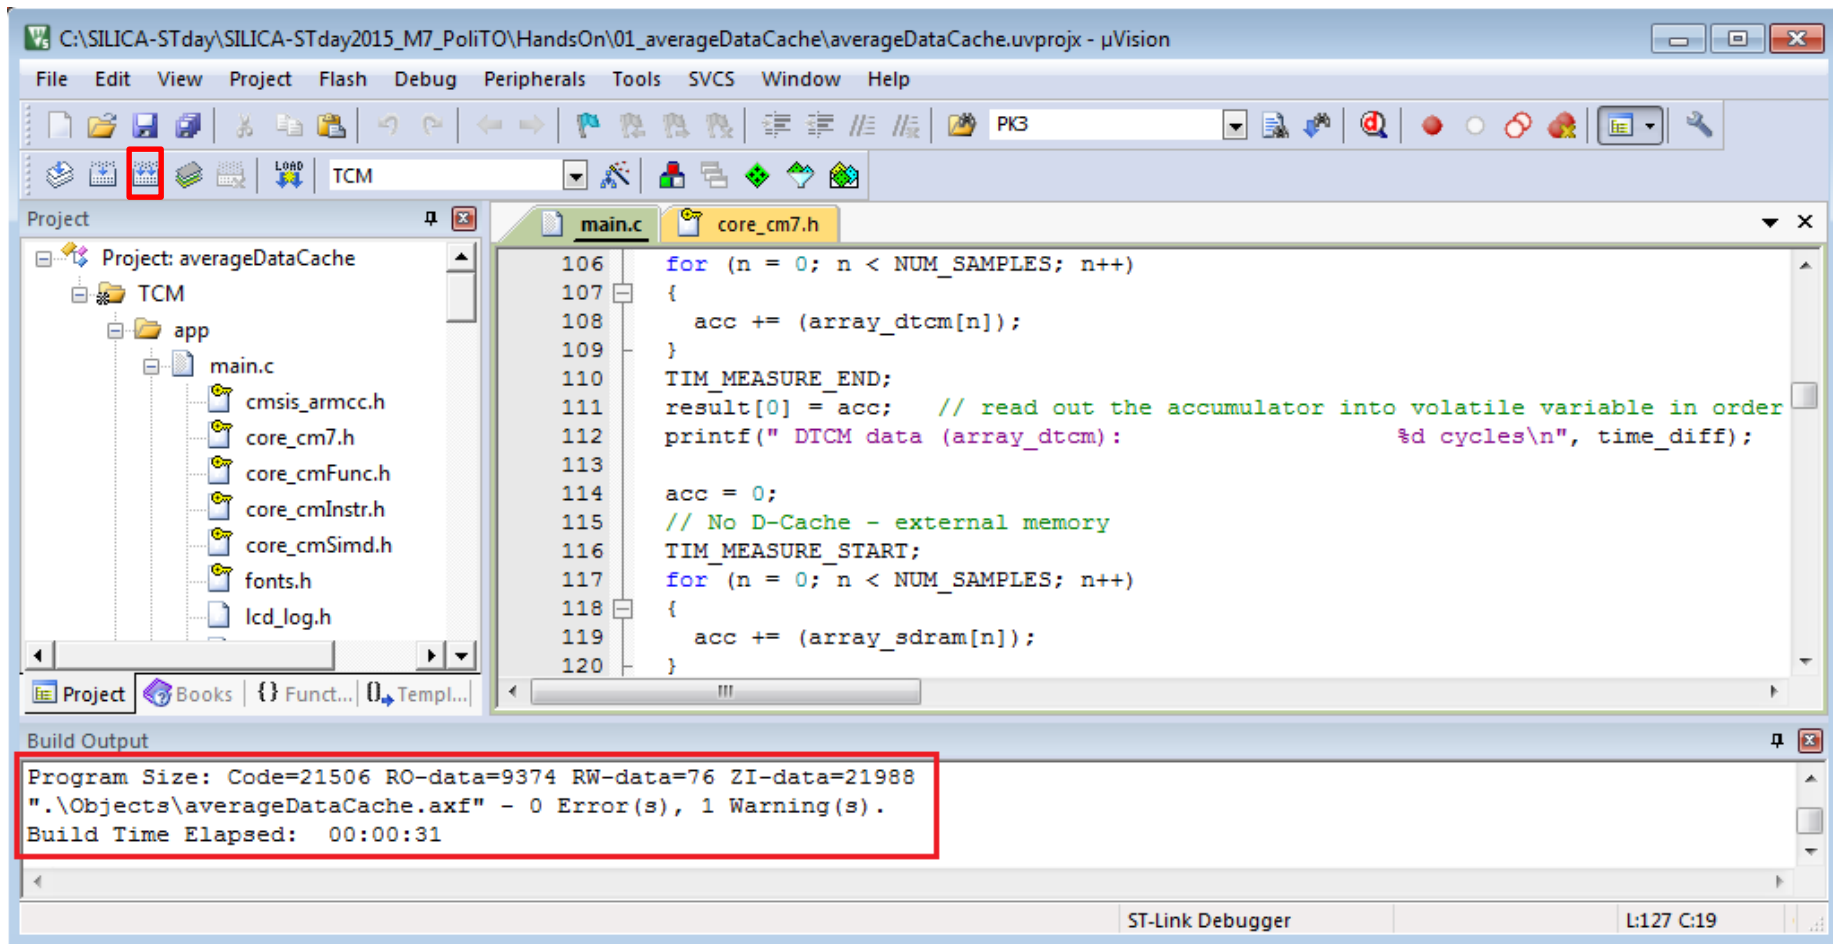 C:\SILICA-STday\SILICA-STday2015_M7_PoliTO\HandsOn\01_averageDataCache\averageDataCache.uvprojx - µVision
File Edit View Project Flash Debug Peripherals Tools SVCS Window Help
PK3
LOAD TCM
Project
Project: averageDataCache
TCM
app
main.c
cmsis_armcc.h
core_cm7.h
core_cmFunc.h
core_cmInstr.h
core_cmSimd.h
fonts.h
lcd_log.h
Project Books {} Funct... Templ...
main.c core_cm7.h
106 for (n = 0; n < NUM_SAMPLES; n++)
107 {
108 acc += (array_dtcm[n]);
109 }
110 TIM_MEASURE_END;
111 result[0] = acc; // read out the accumulator into volatile variable in order
112 printf(" DTCM data (array_dtcm): %d cycles\n", time_diff);
113
114 acc = 0;
115 // No D-Cache - external memory
116 TIM_MEASURE_START;
117 for (n = 0; n < NUM_SAMPLES; n++)
118 {
119 acc += (array_sdram[n]);
120 }
Build Output
Program Size: Code=21506 RO-data=9374 RW-data=76 ZI-data=21988
".\Objects\averageDataCache.axf" - 0 Error(s), 1 Warning(s).
Build Time Elapsed: 00:00:31
ST-Link Debugger L:127 C:19